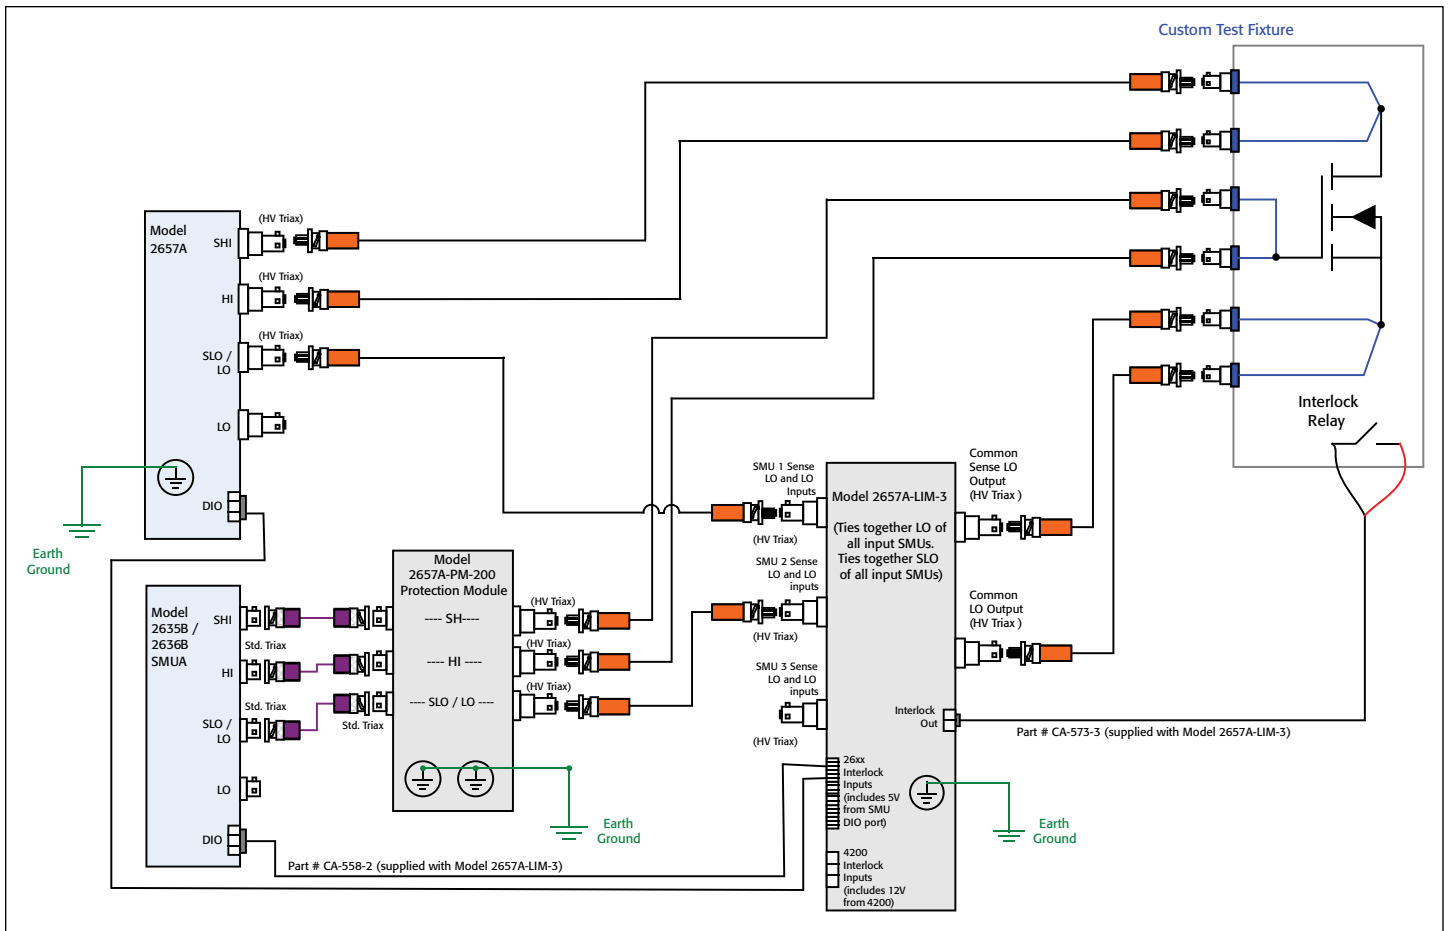 Custom Test Fixture
Model
2657A
(HV Triax)
SHI
(HV Triax)
HI
(HV Triax)
SLO /
LO
LO
DIO
Earth
Ground
Interlock
Relay
Model
2635B /
2636B
SMUA
SHI
Std. Triax
HI
Std. Triax
SLO /
LO
LO
DIO
Std. Triax
Model
2657A-PM-200
Protection Module
---- SH----
---- HI ----
---- SLO / LO ----
(HV Triax)
(HV Triax)
(HV Triax)
Earth
Ground
SMU 1 Sense
LO and LO
Inputs
(HV Triax)
SMU 2 Sense
LO and LO
inputs
(HV Triax)
SMU 3 Sense
LO and LO
inputs
(HV Triax)
Model 2657A-LIM-3
(Ties together LO of
all input SMUs.
Ties together SLO
of all input SMUs)
Common
Sense LO
Output
(HV Triax )
Common
LO Output
(HV Triax )
Interlock
Out
Part # CA-573-3 (supplied with Model 2657A-LIM-3)
26xx
Interlock
Inputs
(includes 5V
from SMU
DIO port)
Earth
Ground
4200
Interlock
Inputs
(includes 12V
from 4200)
Part # CA-558-2 (supplied with Model 2657A-LIM-3)